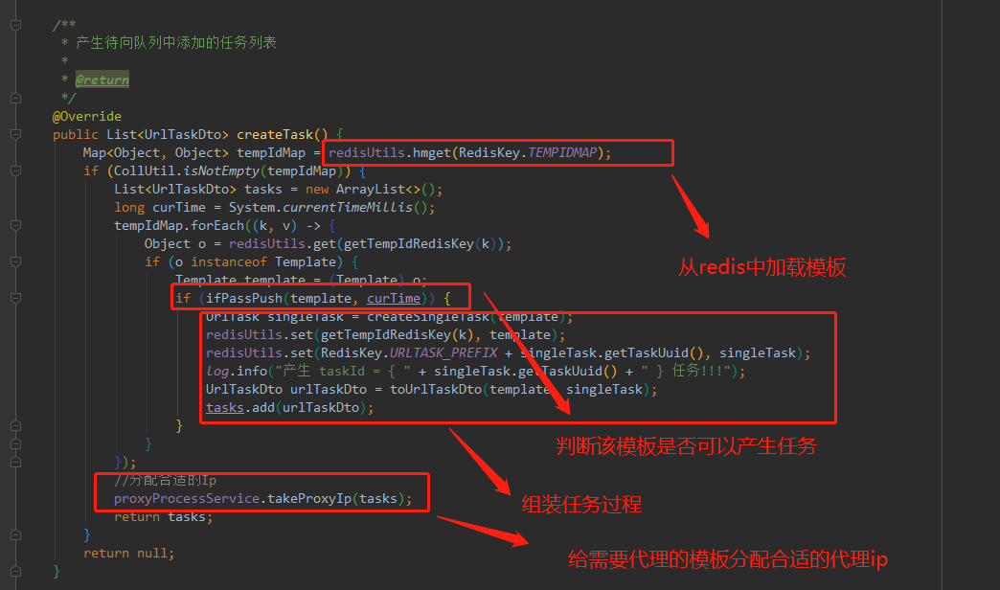 /**
* 产生待向队列中添加的任务列表
*
* @return
*/
@Override
public List<UrlTaskDto> createTask() {
Map<Object, Object> tempIdMap = redisUtils.hmget(RedisKey.TEMPIDMAP);
if (CollUtil.isNotEmpty(tempIdMap)) {
List<UrlTaskDto> tasks = new ArrayList<>();
long curTime = System.currentTimeMillis();
tempIdMap.forEach((k, v) -> {
Object o = redisUtils.get(getTempIdRedisKey(k));
if (o instanceof Template) {
Template template = (Template) o;
if (ifPassPush(template, curTime)) {
UrlTask singleTask = createSingleTask(template);
redisUtils.set(getTempIdRedisKey(k), template);
redisUtils.set(RedisKey.URLTASK_PREFIX + singleTask.getTaskUuid(), singleTask);
log.info("产生 taskId = { " + singleTask.getTaskUuid() + " } 任务!!!");
UrlTaskDto urlTaskDto = toUrlTaskDto(template, singleTask);
tasks.add(urlTaskDto);
}
}
});
//分配合适的Ip
proxyProcessService.takeProxyIp(tasks);
return tasks;
}
return null;
}
从redis中加载模板
判断该模板是否可以产生任务
组装任务过程
给需要代理的模板分配合适的代理ip